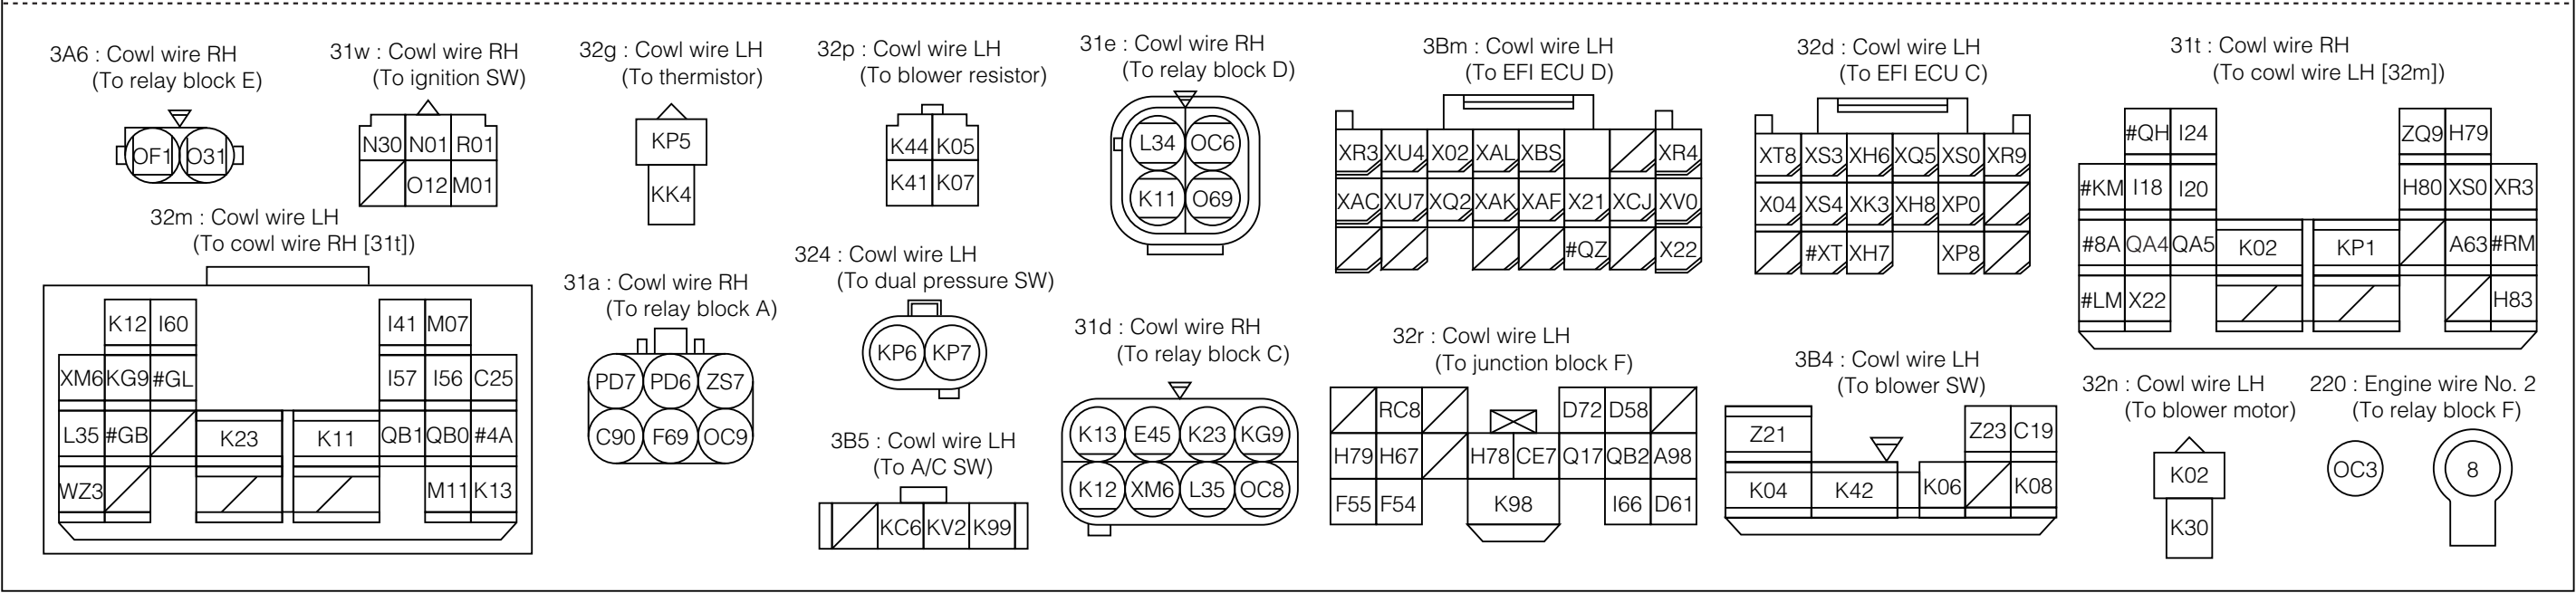 3A6 : Cowl wire RH
(To relay block E)
OF1 O31
31w : Cowl wire RH
(To ignition SW)
N30 N01 R01
O12 M01
32g : Cowl wire LH
(To thermistor)
KP5
KK4
32p : Cowl wire LH
(To blower resistor)
K44 K05
K41 K07
31e : Cowl wire RH
(To relay block D)
L34 OC6
K11 O69
3Bm : Cowl wire LH
(To EFI ECU D)
XR3 XU4 X02 XAL XBS XR4
XAC XU7 XQ2 XAK XAF X21 XCJ XV0
#QZ X22
32d : Cowl wire LH
(To EFI ECU C)
XT8 XS3 XH6 XQ5 XS0 XR9
X04 XS4 XK3 XH8 XP0
#XT XH7 XP8
31t : Cowl wire RH
(To cowl wire LH [32m])
#QH I24 ZQ9 H79
#KM I18 I20 H80 XS0 XR3
#8A QA4 QA5 K02 KP1 A63 #RM
#LM X22 H83
32m : Cowl wire LH
(To cowl wire RH [31t])
K12 I60 I41 M07
XM6 KG9 #GL I57 I56 C25
L35 #GB K23 K11 QB1 QB0 #4A
WZ3 M11 K13
31a : Cowl wire RH
(To relay block A)
PD7 PD6 ZS7
C90 F69 OC9
324 : Cowl wire LH
(To dual pressure SW)
KP6 KP7
3B5 : Cowl wire LH
(To A/C SW)
KC6 KV2 K99
31d : Cowl wire RH
(To relay block C)
K13 E45 K23 KG9
K12 XM6 L35 OC8
32r : Cowl wire LH
(To junction block F)
RC8 D72 D58
H79 H67 H78 CE7 Q17 QB2 A98
F55 F54 K98 I66 D61
3B4 : Cowl wire LH
(To blower SW)
Z21 Z23 C19
K04 K42 K06 K08
32n : Cowl wire LH
(To blower motor)
K02
K30
220 : Engine wire No. 2
(To relay block F)
OC3 8